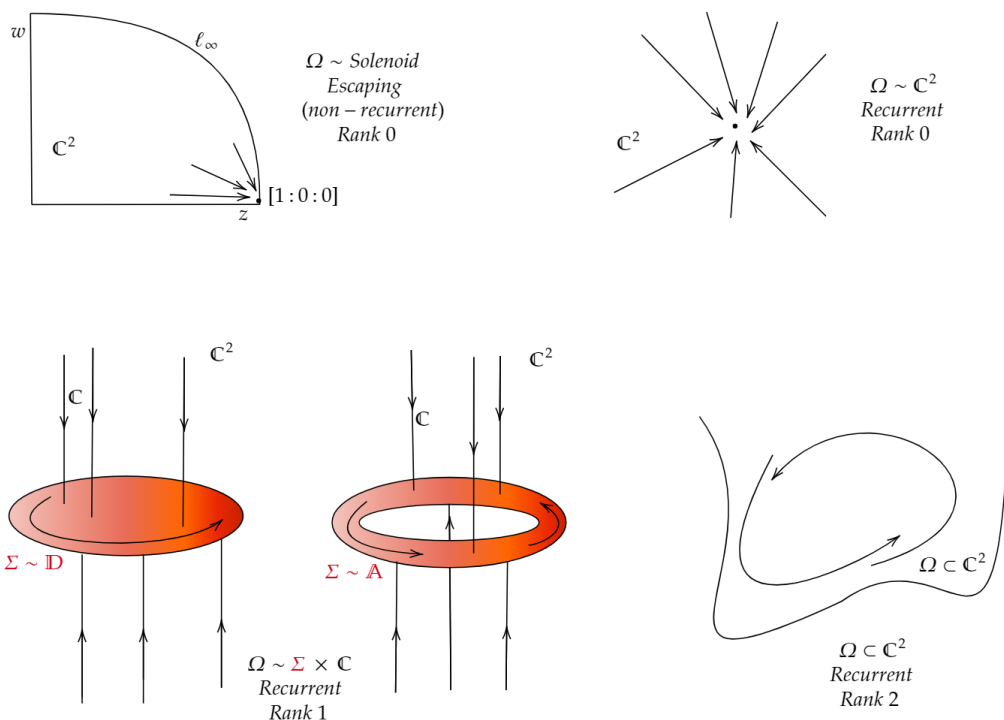 w
ℓ∞
Ω ∼ Solenoid
Escaping
(non − recurrent)
Rank 0
ℂ²
[1 : 0 : 0]
z
ℂ²
Ω ∼ ℂ²
Recurrent
Rank 0
ℂ²
ℂ
Σ ∼ 𝔻
ℂ²
ℂ
Σ ∼ 𝔸
Ω ∼ Σ × ℂ
Recurrent
Rank 1
Ω ⊂ ℂ²
Ω ⊂ ℂ²
Recurrent
Rank 2